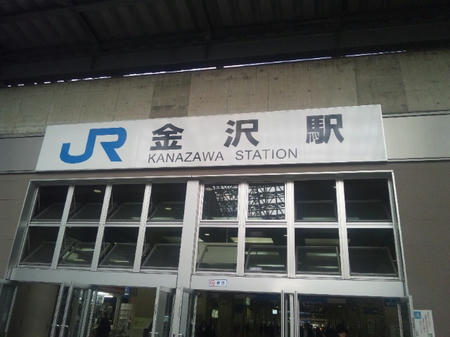 JR 金沢駅
KANAZAWA STATION